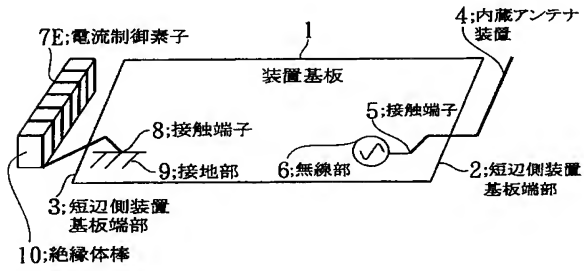 7E;電流制御素子
1
4;内蔵アンテナ
装置
装置基板
8;接触端子
5;接触端子
9;接地部
6;無線部
2;短辺側装置
基板端部
3;短辺側装置
基板端部
10;絶縁体棒